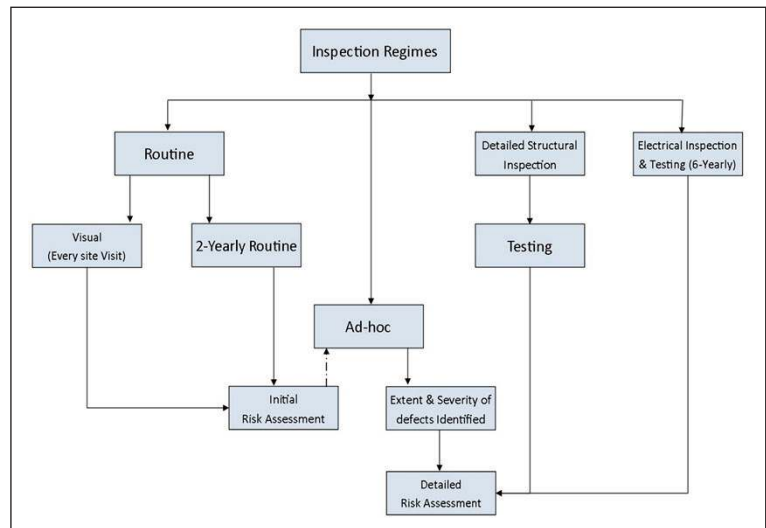 Inspection Regimes
Routine
Detailed Structural
Inspection
Electrical Inspection
& Testing (6-Yearly)
Visual
(Every site Visit)
2-Yearly Routine
Testing
Ad-hoc
Initial
Risk Assessment
Extent & Severity of
defects Identified
Detailed
Risk Assessment